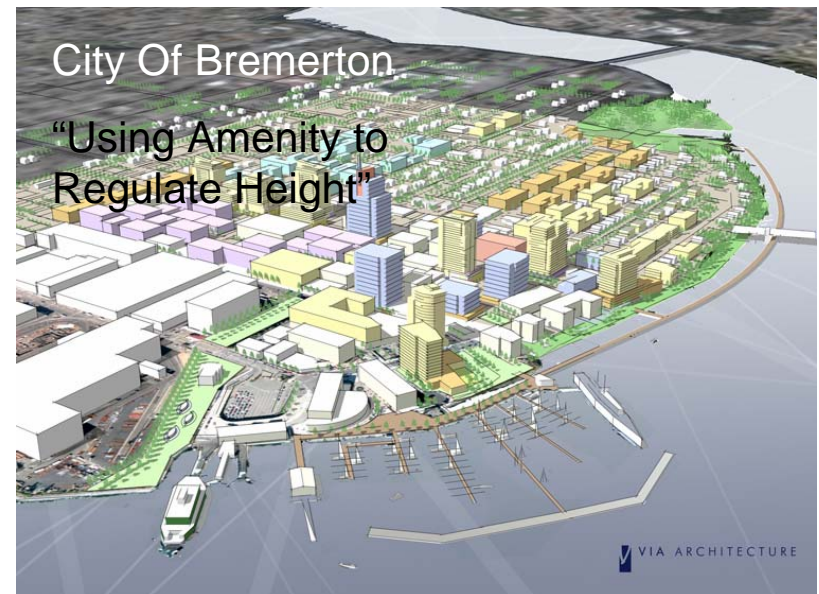 City Of Bremerton
“Using Amenity to
Regulate Height”
VIA ARCHITECTURE